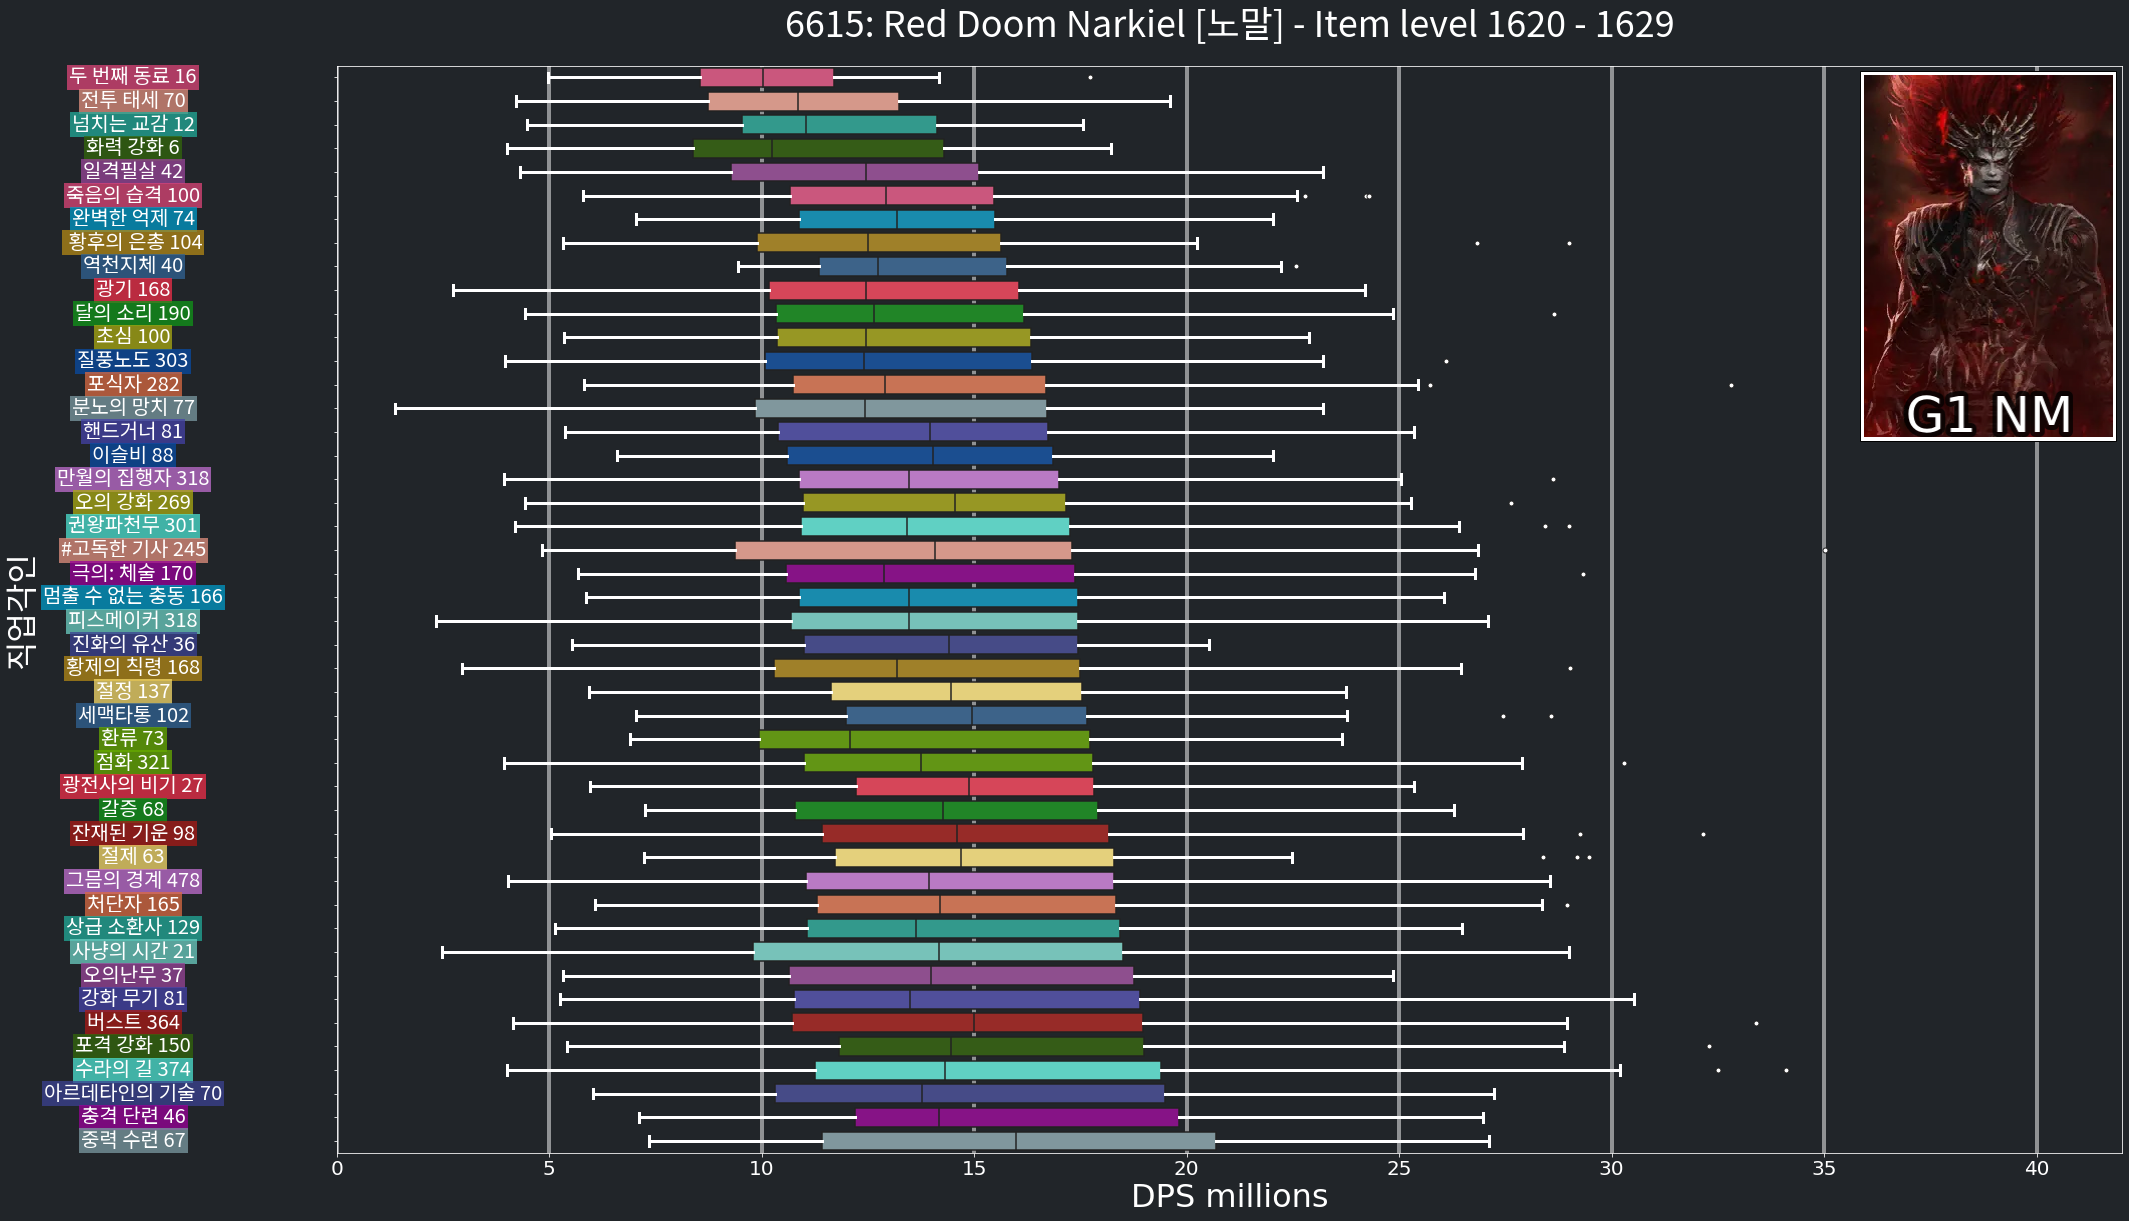 6615: Red Doom Narkiel [노말] - Item level 1620 - 1629
두 번째 동료 16
전투 태세 70
넘치는 교감 12
화력 강화 6
일격필살 42
죽음의 습격 100
완벽한 억제 74
황후의 은총 104
역천지체 40
광기 168
달의 소리 190
초심 100
질풍노도 303
포식자 282
분노의 망치 77
핸드거너 81
이슬비 88
만월의 집행자 318
오의 강화 269
권왕파천무 301
#고독한 기사 245
극의: 체술 170
멈출 수 없는 충동 166
피스메이커 318
진화의 유산 36
황제의 칙령 168
절정 137
세맥타통 102
환류 73
점화 321
광전사의 비기 27
갈증 68
잔재된 기운 98
절제 63
그믐의 경계 478
처단자 165
상급 소환사 129
사냥의 시간 21
오의난무 37
강화 무기 81
버스트 364
포격 강화 150
수라의 길 374
아르데타인의 기술 70
충격 단련 46
중력 수련 67
직업각인
G1 NM
0 5 10 15 20 25 30 35 40
DPS millions